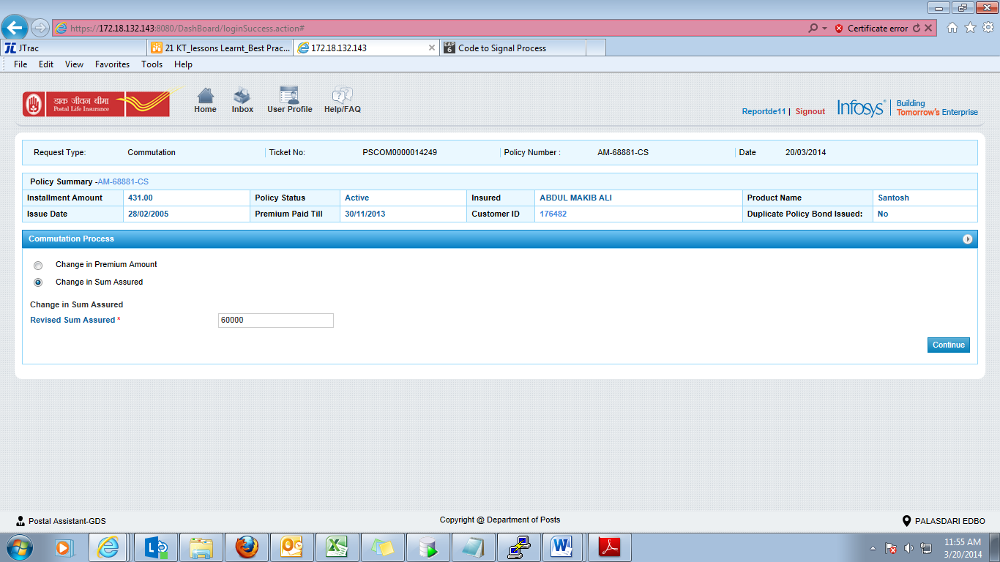 https://172.18.132.143:8080/DashBoard/loginSuccess.action#
Certificate error
JTrac
21 KT_lessons Learnt_Best Prac...
172.18.132.143
Code to Signal Process
File Edit View Favorites Tools Help
डाक जीवन बीमा
Postal Life Insurance
Home
Inbox
User Profile
Help/FAQ
Reportde11 | Signout
Infosys®
Building
Tomorrow's Enterprise
Request Type: Commutation Ticket No: PSCOM0000014249 Policy Number : AM-68881-CS Date 20/03/2014
Policy Summary -AM-68881-CS
Installment Amount 431.00 Policy Status Active Insured ABDUL MAKIB ALI Product Name Santosh
Issue Date 28/02/2005 Premium Paid Till 30/11/2013 Customer ID 176482 Duplicate Policy Bond Issued: No
Commutation Process
Change in Premium Amount
Change in Sum Assured
Change in Sum Assured
Revised Sum Assured * 60000
Continue
Postal Assistant-GDS
Copyright @ Department of Posts
PALASDARI EDBO
11:55 AM
3/20/2014